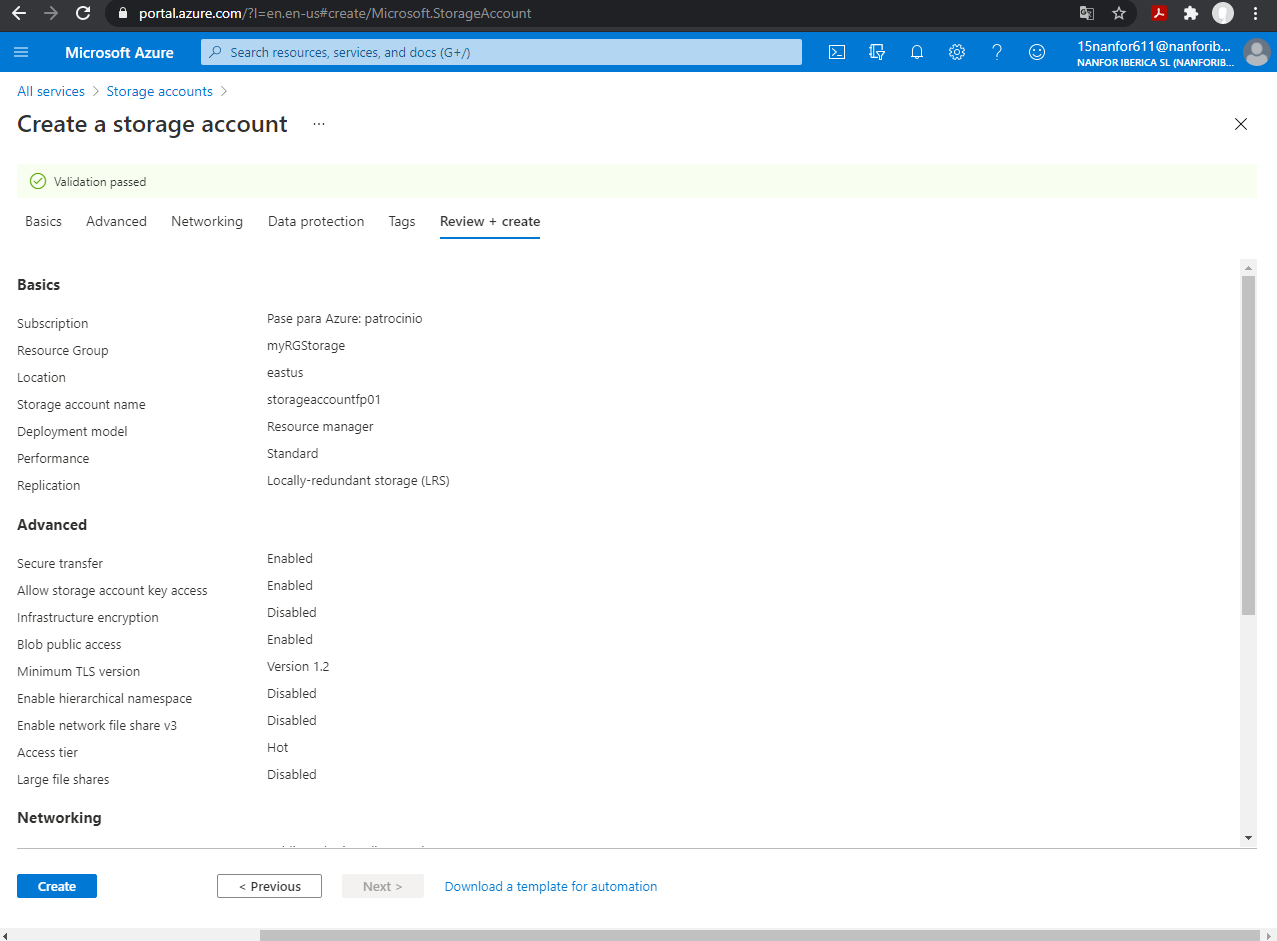 portal.azure.com/?l=en.en-us#create/Microsoft.StorageAccount
Microsoft Azure
Search resources, services, and docs (G+/)
15nanfor611@nanforib...
NANFOR IBERICA SL (NANFORIB...
All services > Storage accounts >
Create a storage account ...
Validation passed
Basics Advanced Networking Data protection Tags Review + create
Basics
Subscription Pase para Azure: patrocinio
Resource Group myRGStorage
Location eastus
Storage account name storageaccountfp01
Deployment model Resource manager
Performance Standard
Replication Locally-redundant storage (LRS)
Advanced
Secure transfer Enabled
Allow storage account key access Enabled
Infrastructure encryption Disabled
Blob public access Enabled
Minimum TLS version Version 1.2
Enable hierarchical namespace Disabled
Enable network file share v3 Disabled
Access tier Hot
Large file shares Disabled
Networking
Create < Previous Next > Download a template for automation